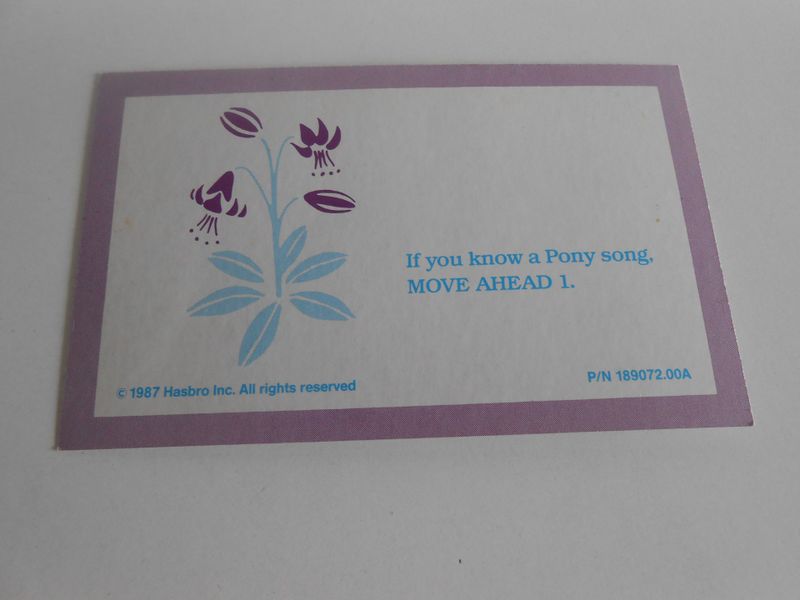 If you know a Pony song,
MOVE AHEAD 1.
© 1987 Hasbro Inc. All rights reserved
P/N 189072.00A